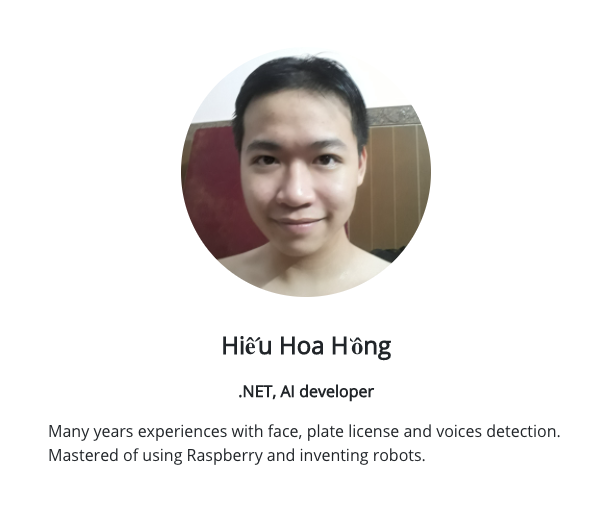 Hiếu Hoa Hồng
.NET, AI developer
Many years experiences with face, plate license and voices detection.
Mastered of using Raspberry and inventing robots.